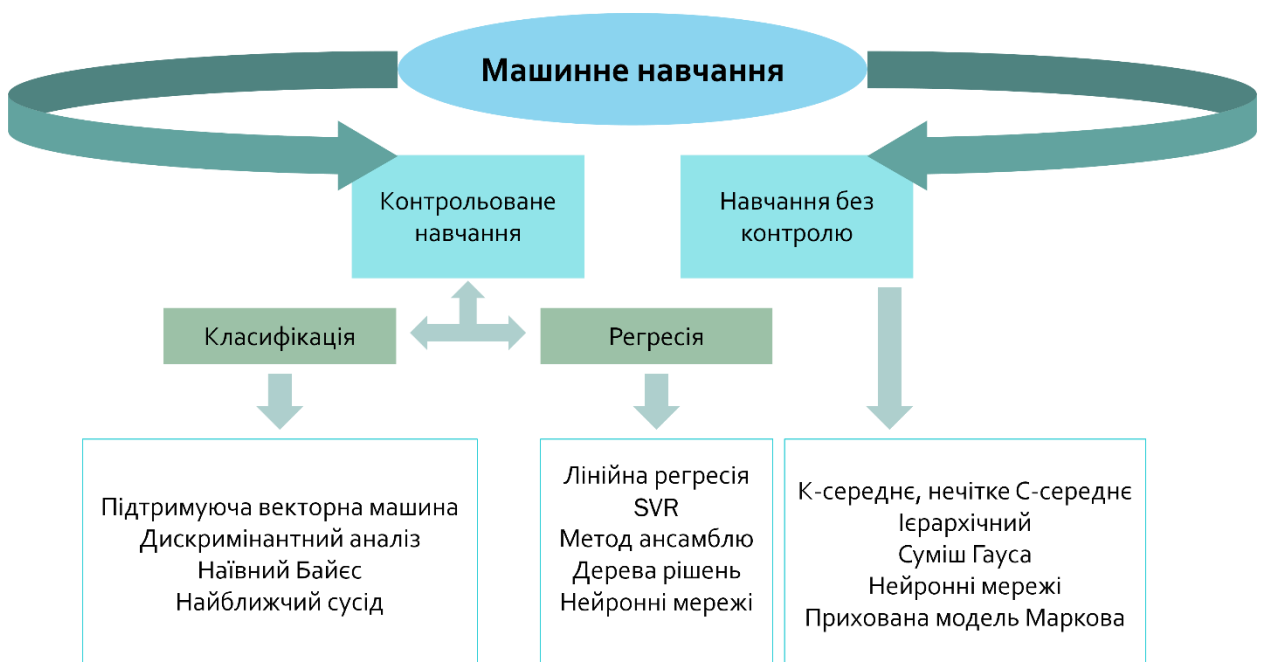 Машинне навчання
Контрольоване
навчання
Навчання без
контролю
Класифікація
Регресія
Підтримуюча векторна машина
Дискримінантний аналіз
Наївний Байєс
Найближчий сусід
Лінійна регресія
SVR
Метод ансамблю
Дерева рішень
Нейронні мережі
К-середнє, нечітке С-середнє
Ієрархічний
Суміш Гауса
Нейронні мережі
Прихована модель Маркова